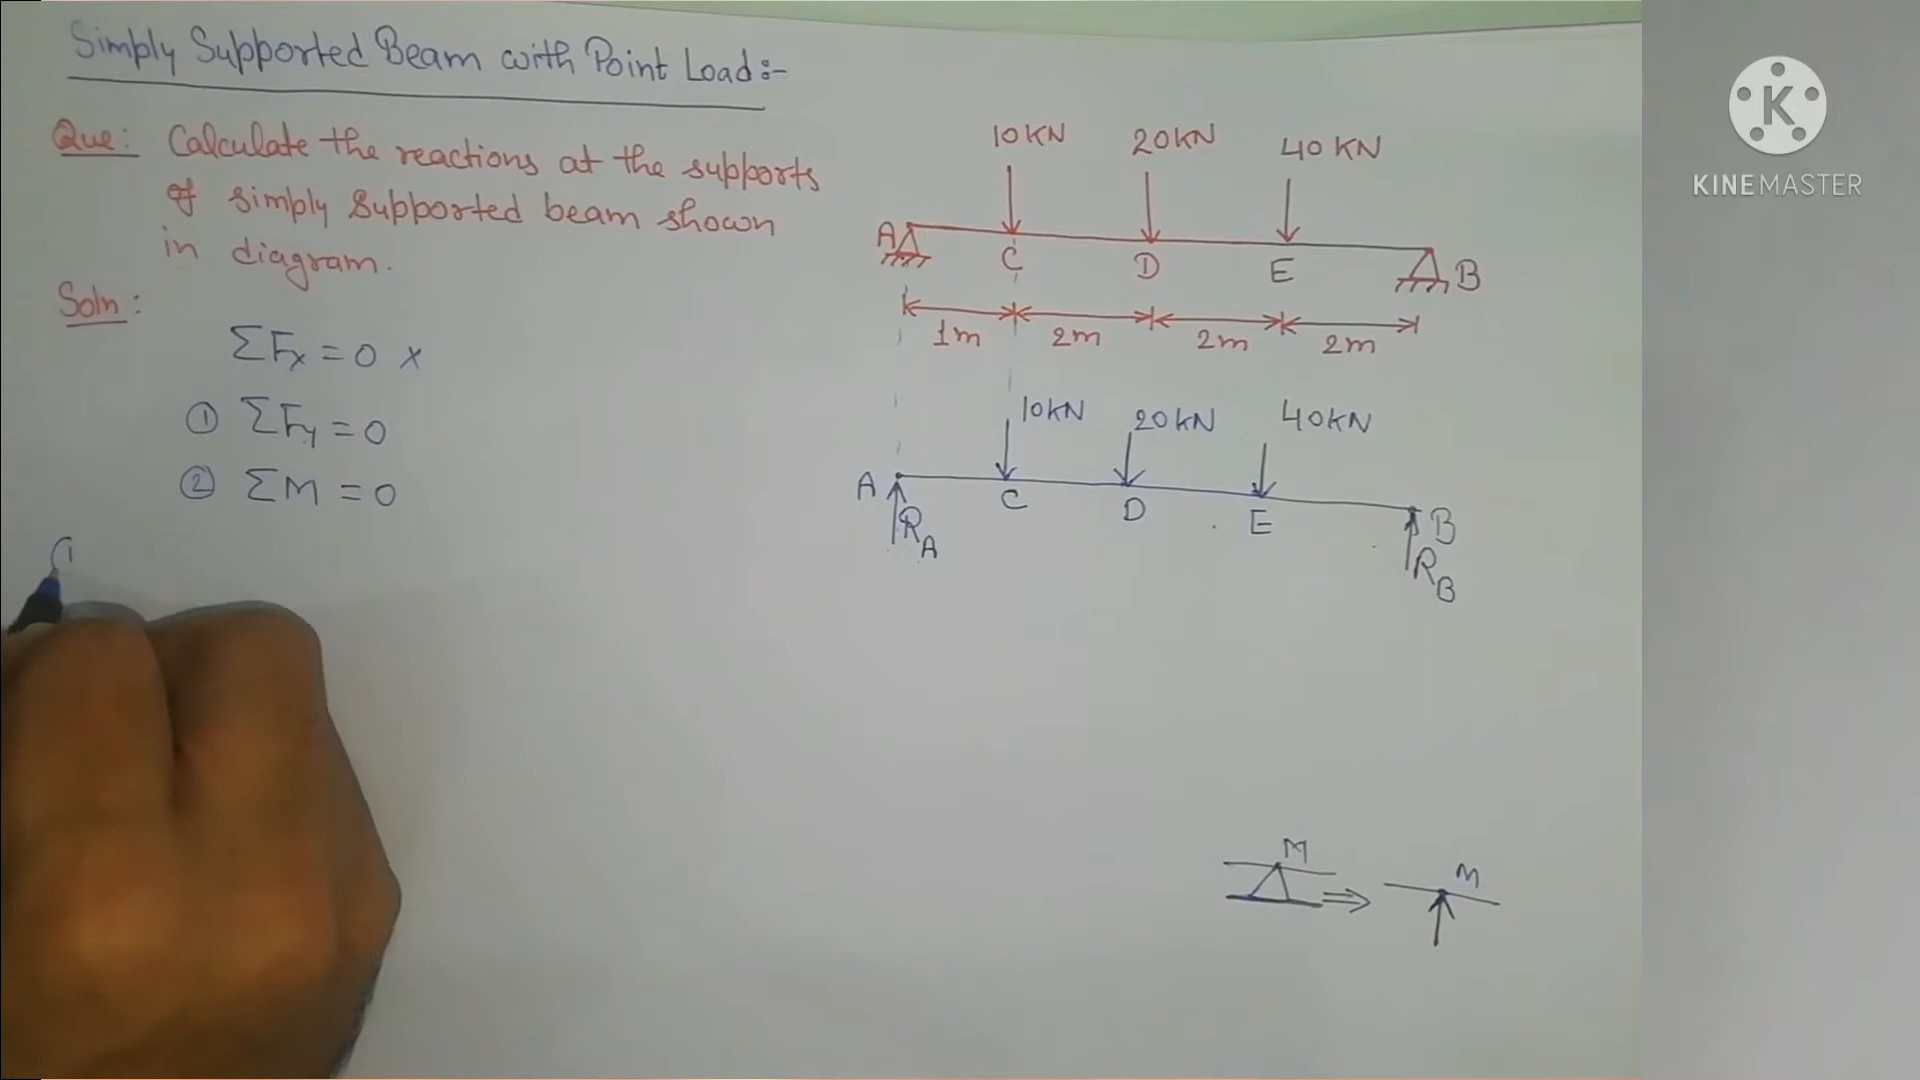 Simply Supported Beam with Point Load :-
Que: Calculate the reactions at the supports
of simply supported beam shown
in diagram.
Soln:
ΣFx = 0 ×
① ΣFy = 0
② ΣM = 0
10KN 20KN 40KN
A C D E B
1m 2m 2m 2m
10KN 20KN 40KN
A C D E B
RA RB
M M
K
KINEMASTER